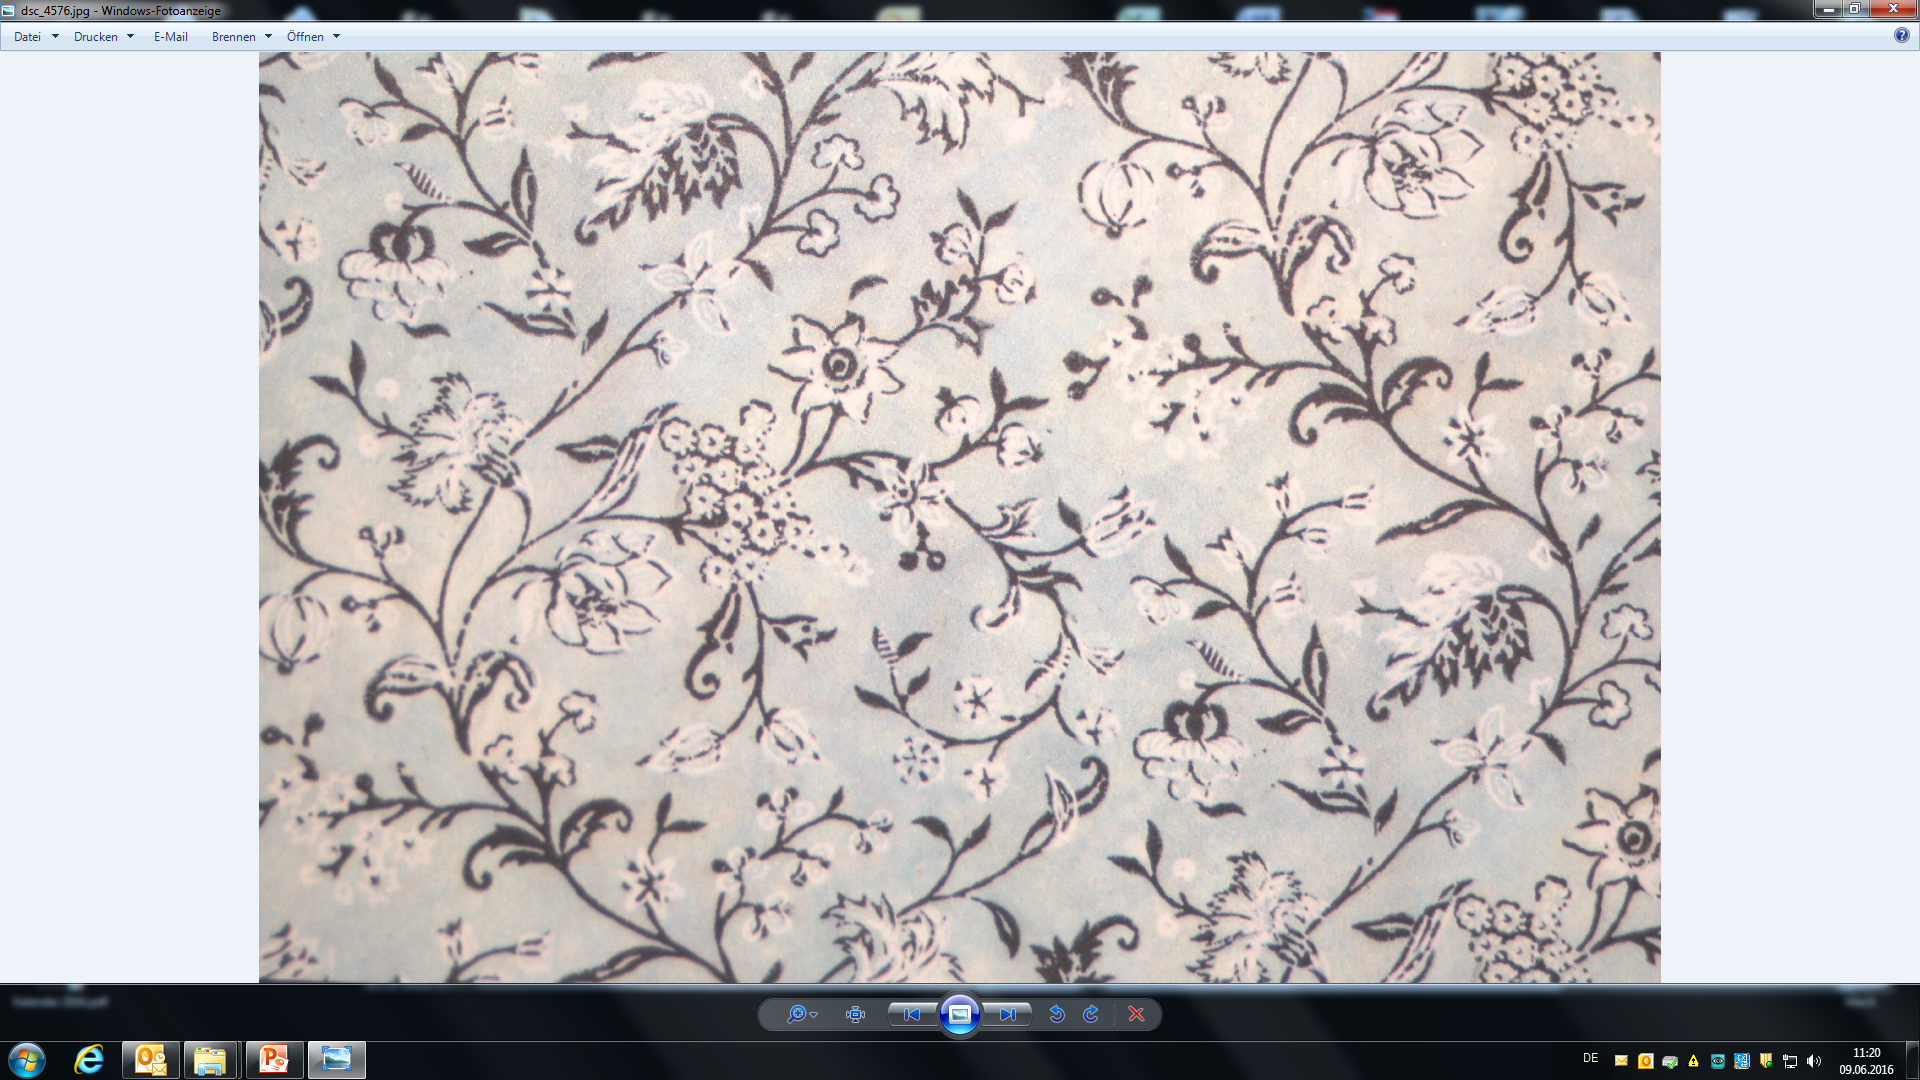 dsc_4576.jpg - Windows-Fotoanzeige
Datei Drucken E-Mail Brennen Öffnen
DE
11:20
09.06.2016